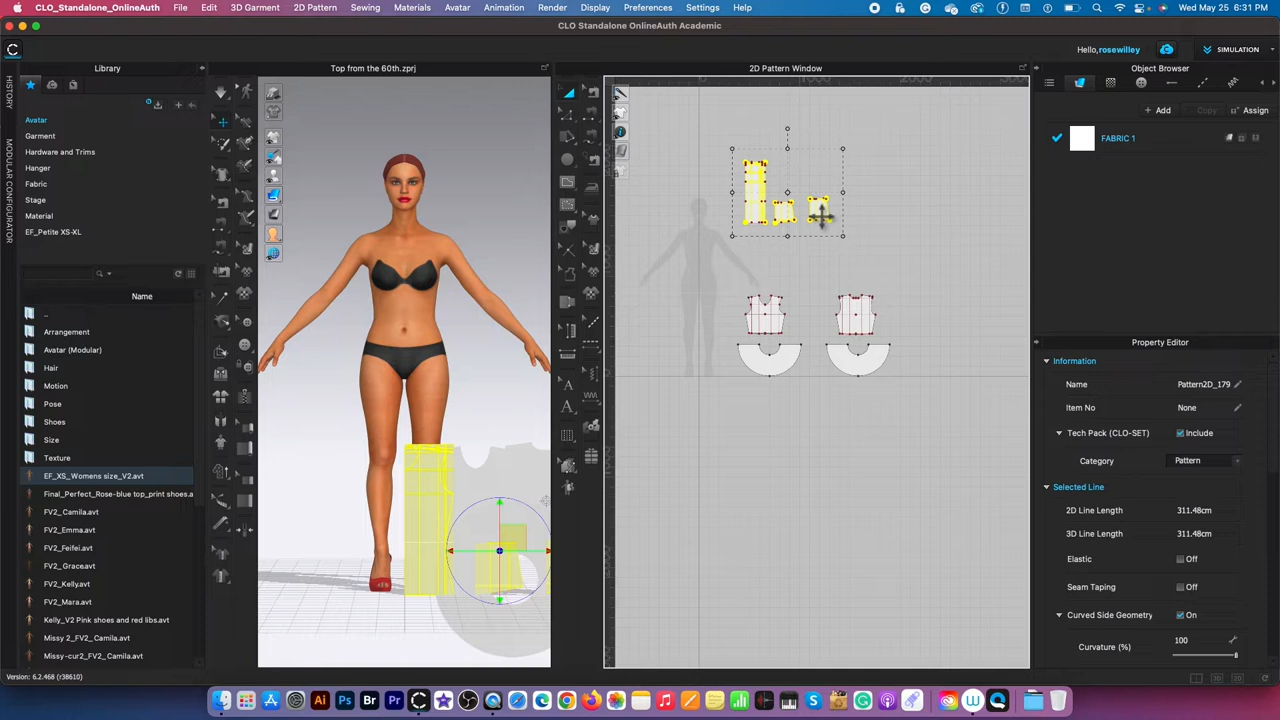 CLO_Standalone_OnlineAuth File Edit 3D Garment 2D Pattern Sewing Materials Avatar Animation Render Display Preferences Settings Help Wed May 25 6:31 PM
CLO Standalone OnlineAuth Academic
Hello, rosewilley SIMULATION
HISTORY
MODULAR CONFIGURATOR
Library
Avatar
Garment
Hardware and Trims
Hanger
Fabric
Stage
Material
EF_Petite XS-XL
Name
..
Arrangement
Avatar (Modular)
Hair
Motion
Pose
Shoes
Size
Texture
EF_XS_Womens size_V2.avt
Final_Perfect_Rose-blue top_print shoes.a
FV2_Camila.avt
FV2_Emma.avt
FV2_Feifei.avt
FV2_Grace.avt
FV2_Kelly.avt
FV2_Mara.avt
Kelly_V2 Pink shoes and red libs.avt
Missy 2_FV2_Camila.avt
Missy-cur2_FV2_Camila.avt
Version: 6.2.468 (r38610)
Top from the 60th.zprj
2D Pattern Window
Object Browser
Add Copy Assign
FABRIC 1
Property Editor
Information
Name Pattern2D_179
Item No None
Tech Pack (CLO-SET) Include
Category Pattern
Selected Line
2D Line Length 311.48cm
3D Line Length 311.48cm
Elastic Off
Seam Taping Off
Curved Side Geometry On
Curvature (%) 100